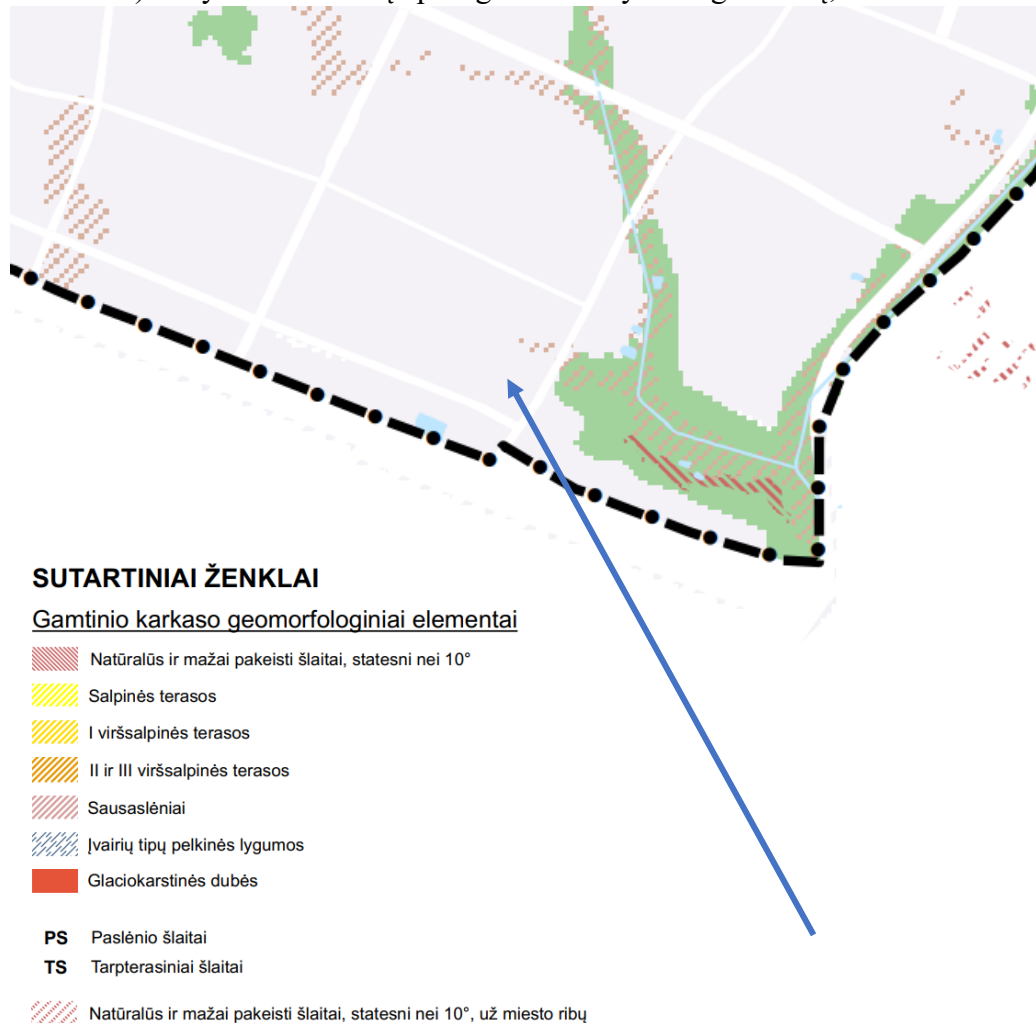 SUTARTINIAI ŽENKLAI
Gamtinio karkaso geomorfologiniai elementai
Natūralūs ir mažai pakeisti šlaitai, statesni nei 10°
Salpinės terasos
I viršsalpinės terasos
II ir III viršsalpinės terasos
Sausaslėniai
Įvairių tipų pelkinės lygumos
Glaciokarstinės dubės
PS Paslėnio šlaitai
TS Tarpterasiniai šlaitai
Natūralūs ir mažai pakeisti šlaitai, statesni nei 10°, už miesto ribų